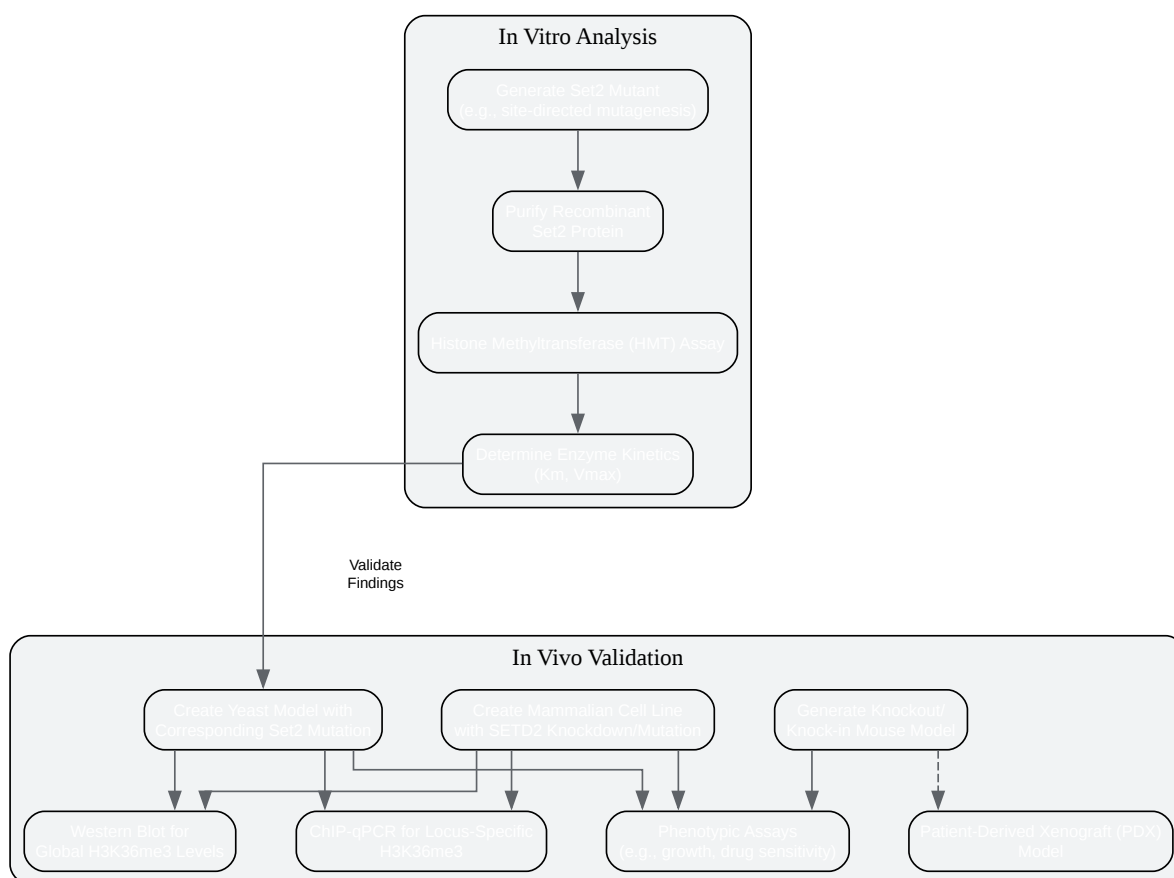 In Vitro Analysis
Generate Set2 Mutant
(e.g., site-directed mutagenesis)
Purify Recombinant
Set2 Protein
Histone Methyltransferase (HMT) Assay
Determine Enzyme Kinetics
(Km, Vmax)
Validate
Findings
In Vivo Validation
Create Yeast Model with
Corresponding Set2 Mutation
Create Mammalian Cell Line
with SETD2 Knockdown/Mutation
Generate Knockout/
Knock-in Mouse Model
Western Blot for
Global H3K36me3 Levels
ChIP-qPCR for Locus-Specific
H3K36me3
Phenotypic Assays
(e.g., growth, drug sensitivity)
Patient-Derived Xenograft (PDX)
Model